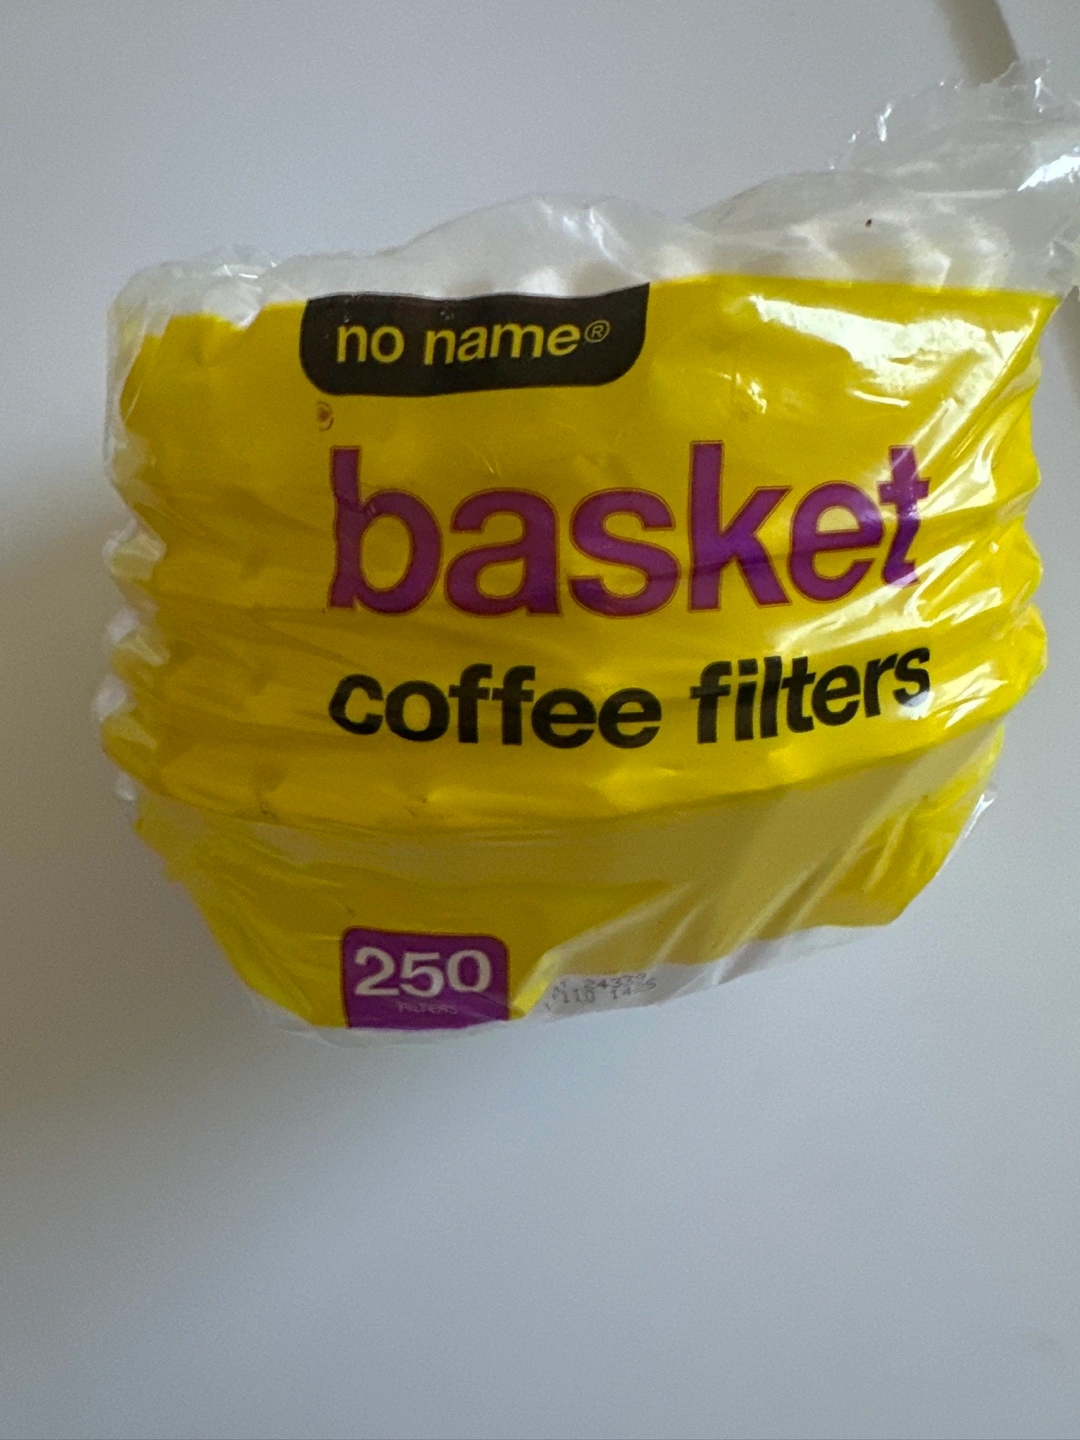 no name®
basket
coffee filters
250
FILTERS